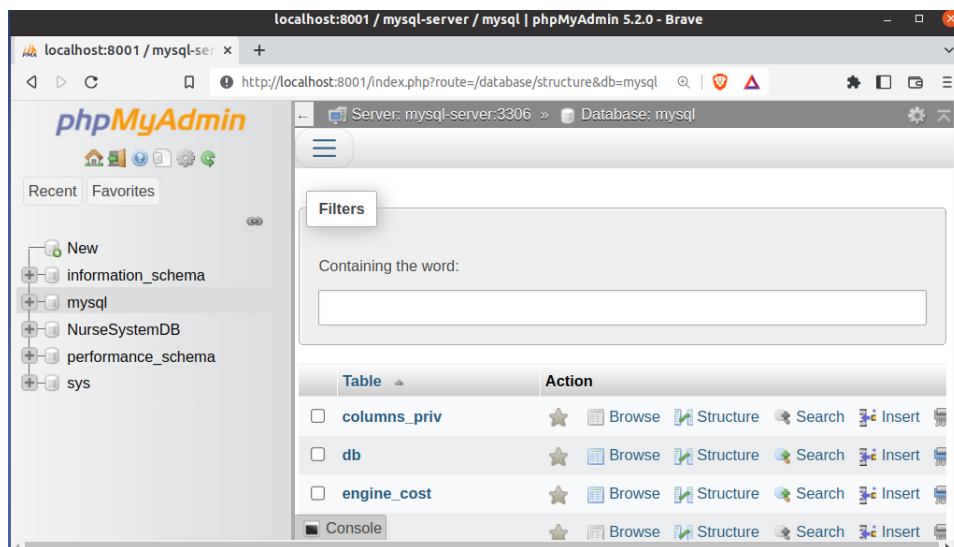 localhost:8001 / mysql-server / mysql | phpMyAdmin 5.2.0 - Brave
PMA localhost:8001 / mysql-ser
http://localhost:8001/index.php?route=/database/structure&db=mysql
phpMyAdmin
Server: mysql-server:3306 » Database: mysql
Recent Favorites
Filters
New
information_schema
mysql
NurseSystemDB
performance_schema
sys
Containing the word:
Table Action
columns_priv Browse Structure Search Insert
db Browse Structure Search Insert
engine_cost Browse Structure Search Insert
Console Browse Structure Search Insert